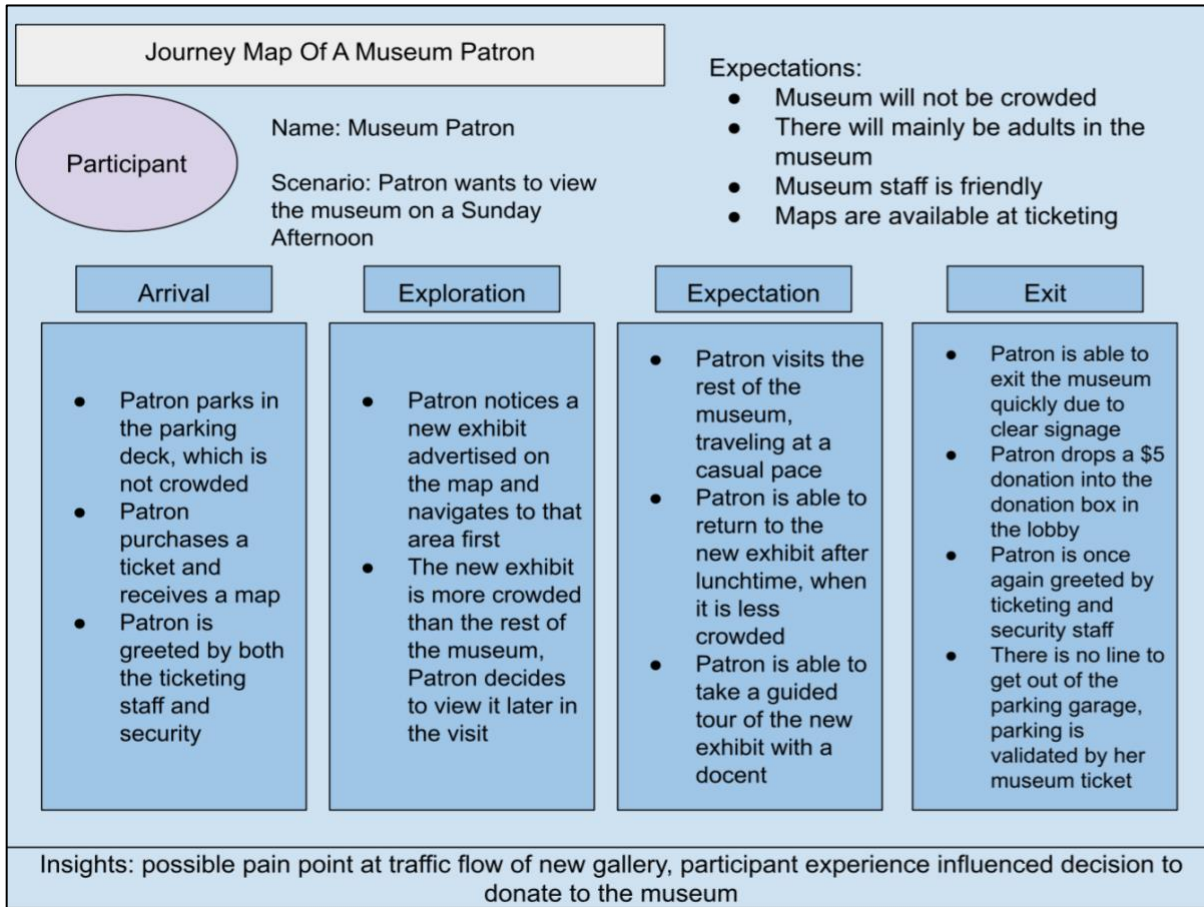 Journey Map Of A Museum Patron
Participant
Name: Museum Patron
Scenario: Patron wants to view
the museum on a Sunday
Afternoon
Expectations:
● Museum will not be crowded
● There will mainly be adults in the
museum
● Museum staff is friendly
● Maps are available at ticketing
Arrival
● Patron parks in
the parking
deck, which is
not crowded
● Patron
purchases a
ticket and
receives a map
● Patron is
greeted by both
the ticketing
staff and
security
Exploration
● Patron notices a
new exhibit
advertised on
the map and
navigates to that
area first
● The new exhibit
is more crowded
than the rest of
the museum,
Patron decides
to view it later in
the visit
Expectation
● Patron visits the
rest of the
museum,
traveling at a
casual pace
● Patron is able to
return to the
new exhibit after
lunchtime, when
it is less
crowded
● Patron is able to
take a guided
tour of the new
exhibit with a
docent
Exit
● Patron is able to
exit the museum
quickly due to
clear signage
● Patron drops a $5
donation into the
donation box in
the lobby
● Patron is once
again greeted by
ticketing and
security staff
● There is no line to
get out of the
parking garage,
parking is
validated by her
museum ticket
Insights: possible pain point at traffic flow of new gallery, participant experience influenced decision to
donate to the museum